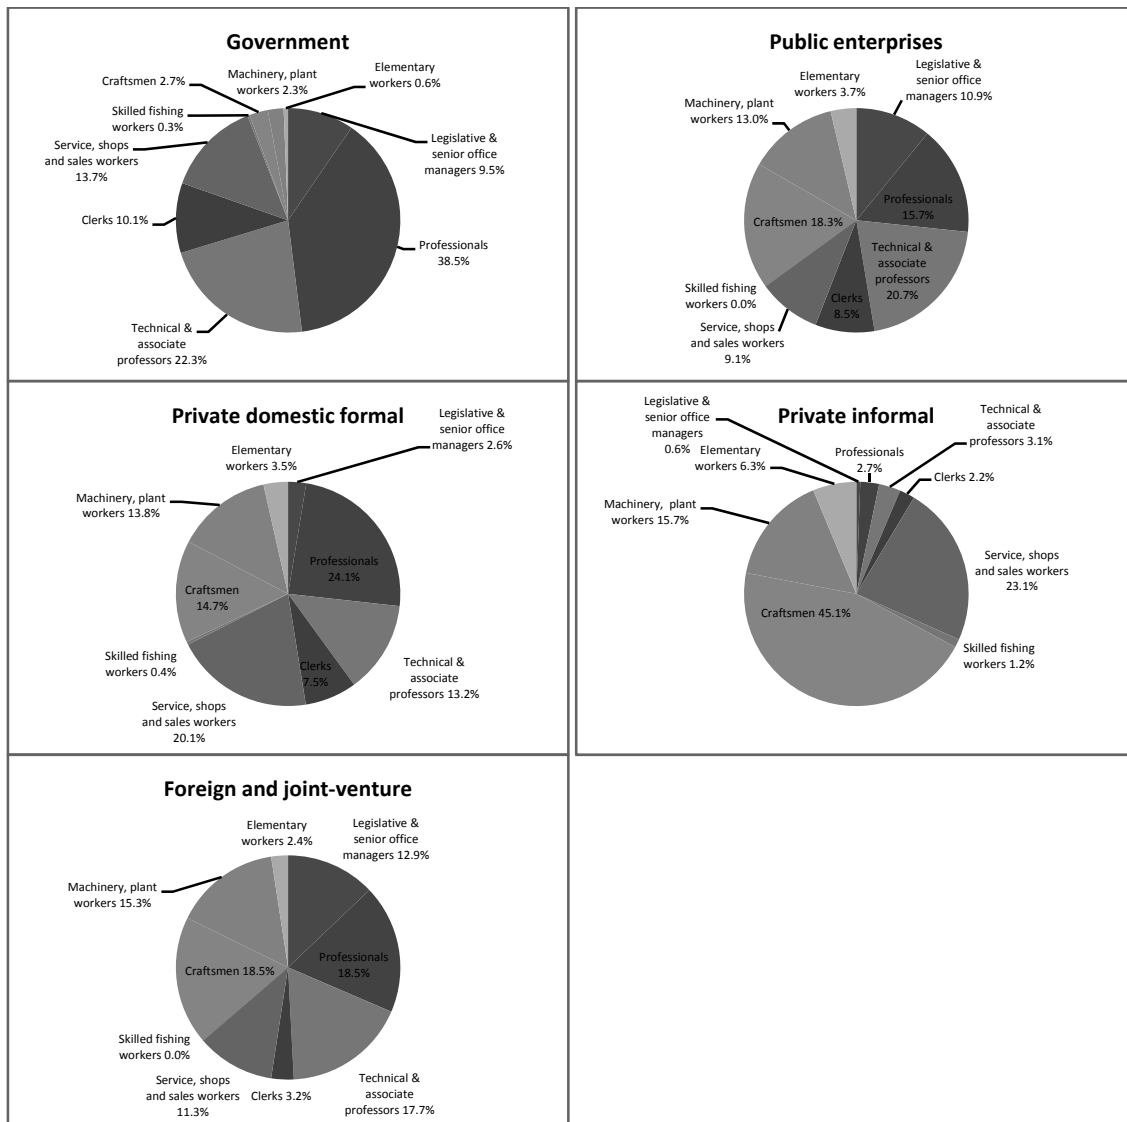 Government
Craftsmen 2.7%
Machinery, plant
workers 2.3%
Elementary
workers 0.6%
Skilled fishing
workers 0.3%
Service, shops
and sales workers
13.7%
Legislative &
senior office
managers 9.5%
Clerks 10.1%
Professionals
38.5%
Technical &
associate
professors 22.3%
Public enterprises
Elementary
workers 3.7%
Legislative &
senior office
managers 10.9%
Machinery, plant
workers 13.0%
Professionals
15.7%
Craftsmen 18.3%
Technical &
associate
professors
20.7%
Skilled fishing
workers 0.0%
Clerks
8.5%
Service, shops
and sales workers
9.1%
Private domestic formal
Legislative &
senior office
managers 2.6%
Elementary
workers 3.5%
Machinery, plant
workers 13.8%
Professionals
24.1%
Craftsmen
14.7%
Skilled fishing
workers 0.4%
Clerks
7.5%
Technical &
associate
professors 13.2%
Service, shops
and sales workers
20.1%
Private informal
Legislative &
senior office
managers
0.6%
Technical &
associate
professors 3.1%
Elementary
workers 6.3%
Professionals
2.7%
Clerks 2.2%
Machinery, plant
workers 15.7%
Service, shops
and sales workers
23.1%
Craftsmen 45.1%
Skilled fishing
workers 1.2%
Foreign and joint-venture
Elementary
workers 2.4%
Legislative &
senior office
managers 12.9%
Machinery, plant
workers 15.3%
Professionals
18.5%
Craftsmen 18.5%
Skilled fishing
workers 0.0%
Service, shops
and sales workers
11.3%
Clerks 3.2%
Technical &
associate
professors 17.7%